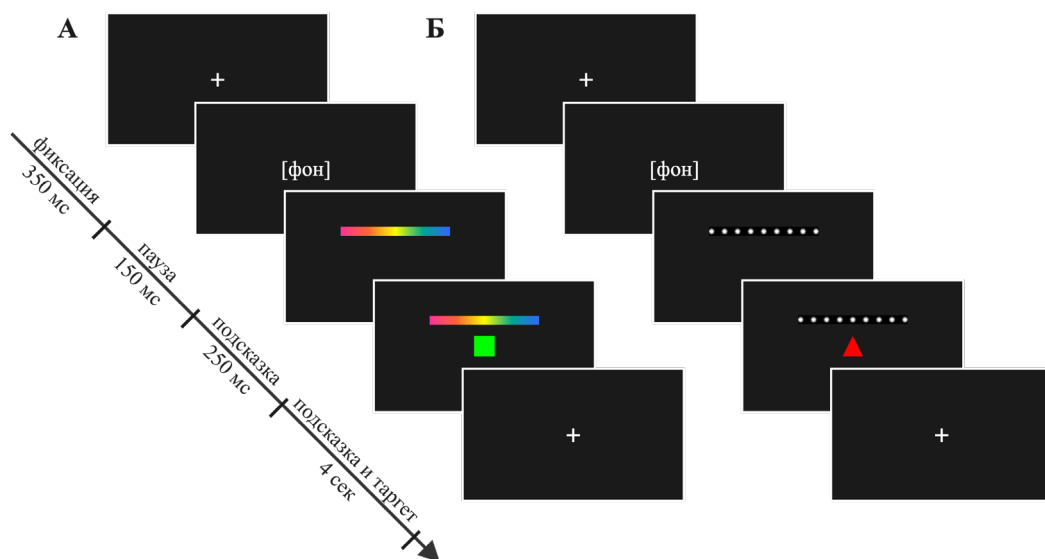 А
Б
[фон]
[фон]
фиксация
350 мс
пауза
150 мс
подсказка
250 мс
подсказка и таргет
4 сек